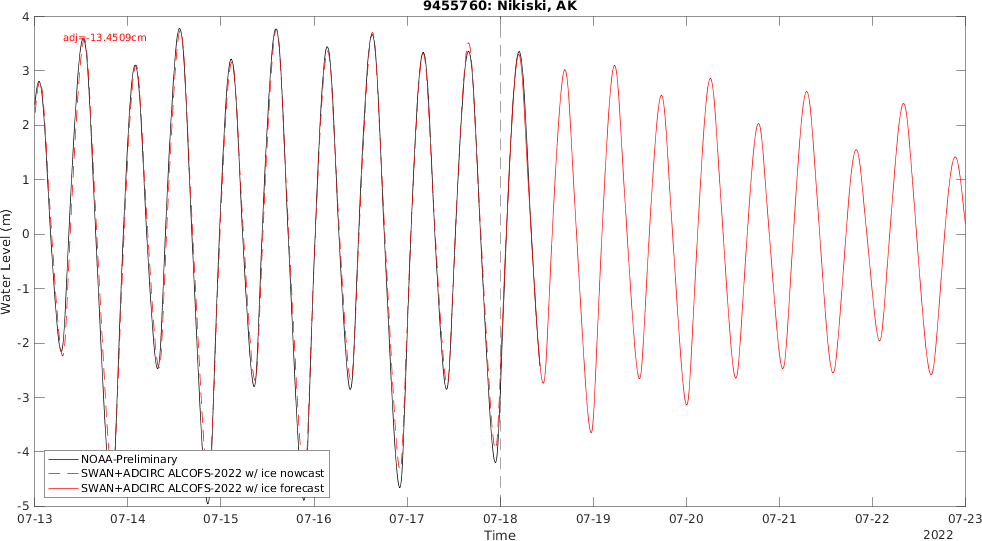 9455760: Nikiski, AK
adj=-13.4509cm
4
3
2
1
0
-1
-2
-3
-4
-5
Water Level (m)
NOAA-Preliminary
SWAN+ADCIRC ALCOFS-2022 w/ ice nowcast
SWAN+ADCIRC ALCOFS-2022 w/ ice forecast
07-13 07-14 07-15 07-16 07-17 07-18 07-19 07-20 07-21 07-22 07-23
Time
2022